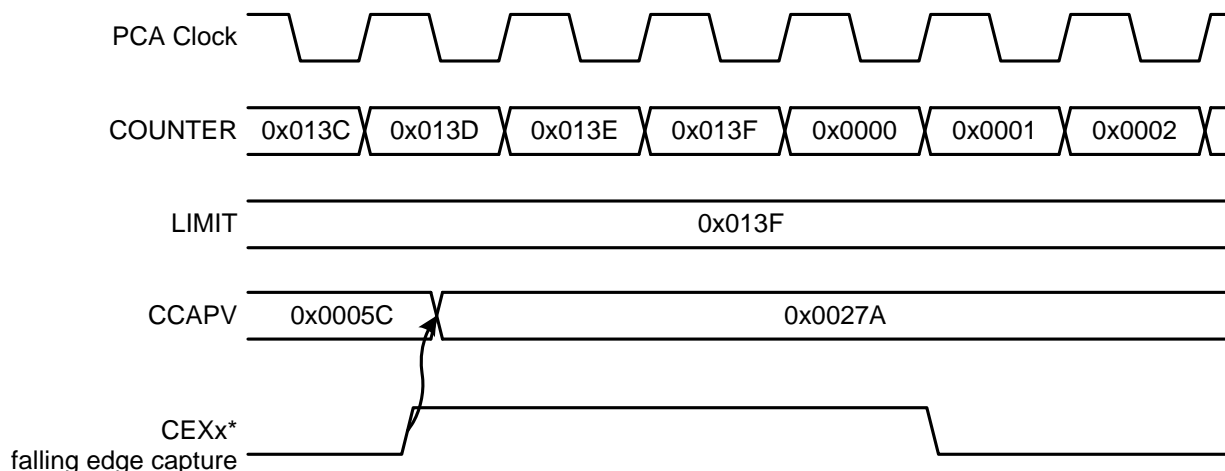 PCA Clock
COUNTER 0x013C 0x013D 0x013E 0x013F 0x0000 0x0001 0x0002
LIMIT 0x013F
CCAPV 0x0005C 0x0027A
CEXx*
falling edge capture